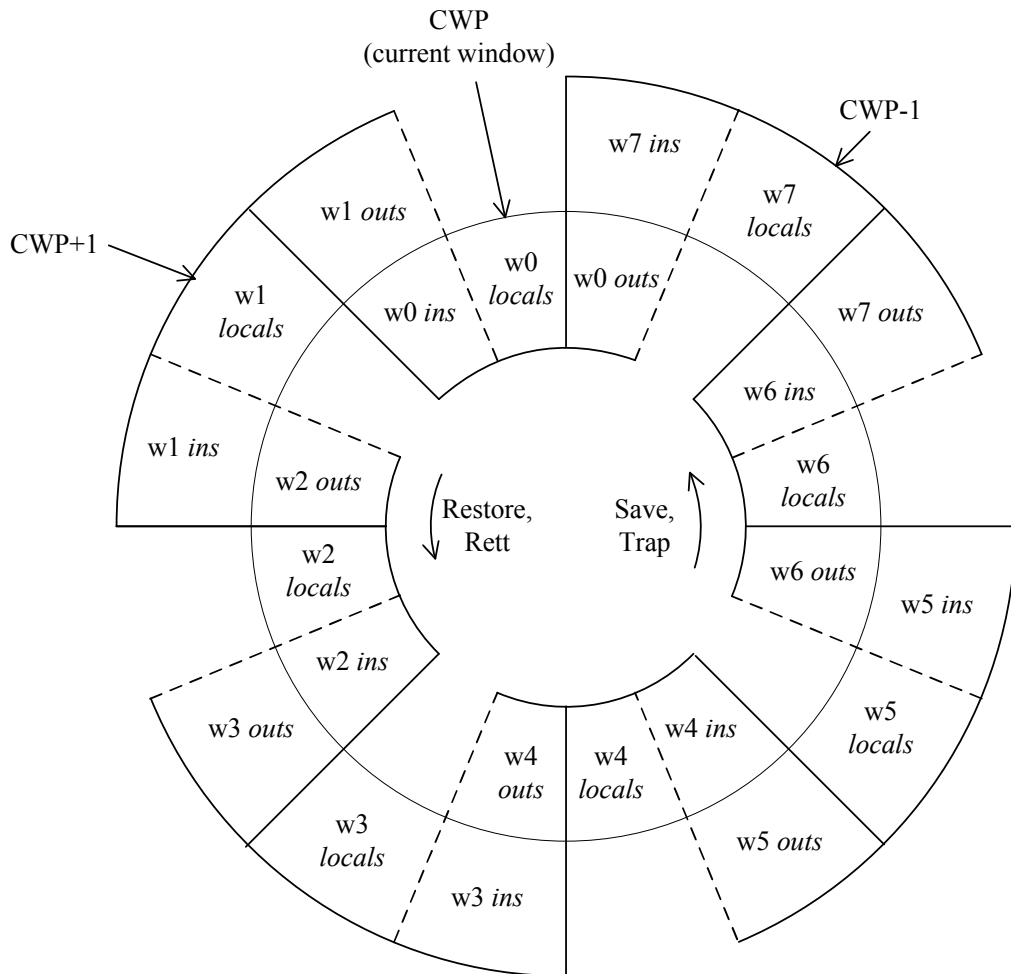 CWP
(current window)
CWP-1
w7 ins
w1 outs
w7
locals
CWP+1
w0
locals
w0 outs
w1
locals
w0 ins
w7 outs
w6 ins
w1 ins
w2 outs
w6
locals
Restore,
Rett
Save,
Trap
w2
locals
w6 outs
w5 ins
w2 ins
w3 outs
w4 ins
w5
locals
w4
outs
w4
locals
w3
locals
w5 outs
w3 ins